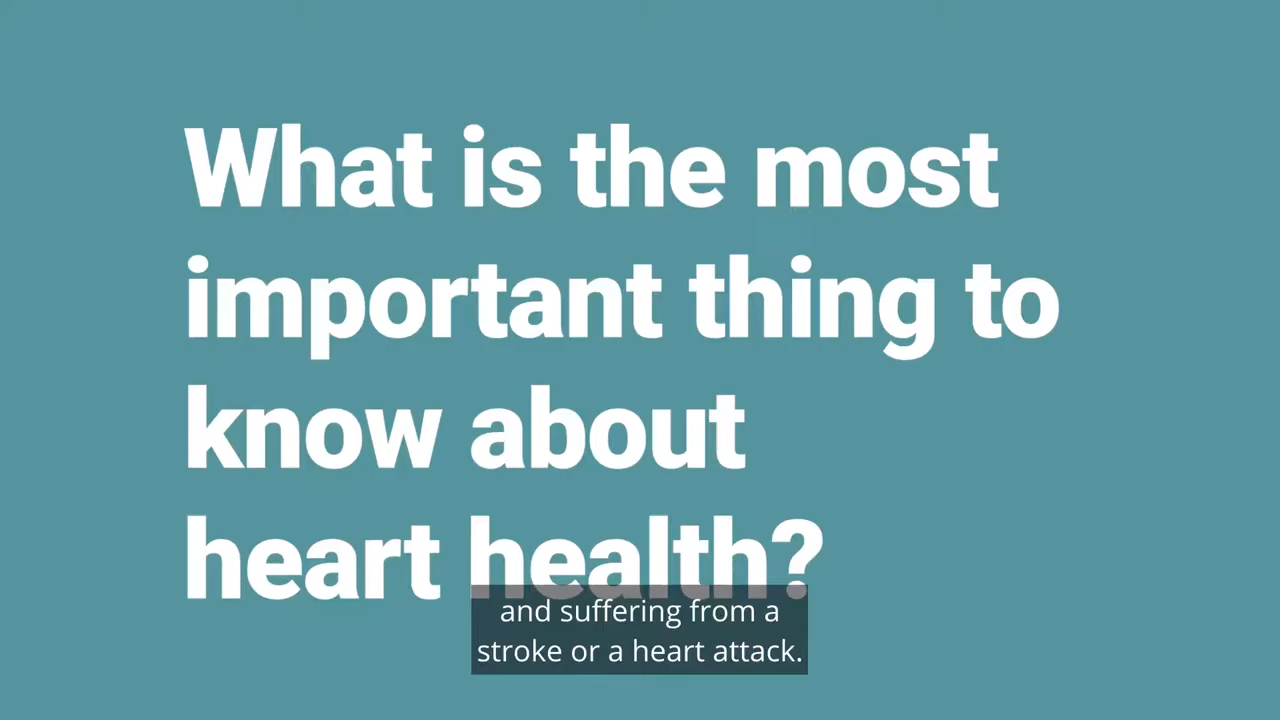 What is the most
important thing to
know about
heart health?
and suffering from a
stroke or a heart attack.